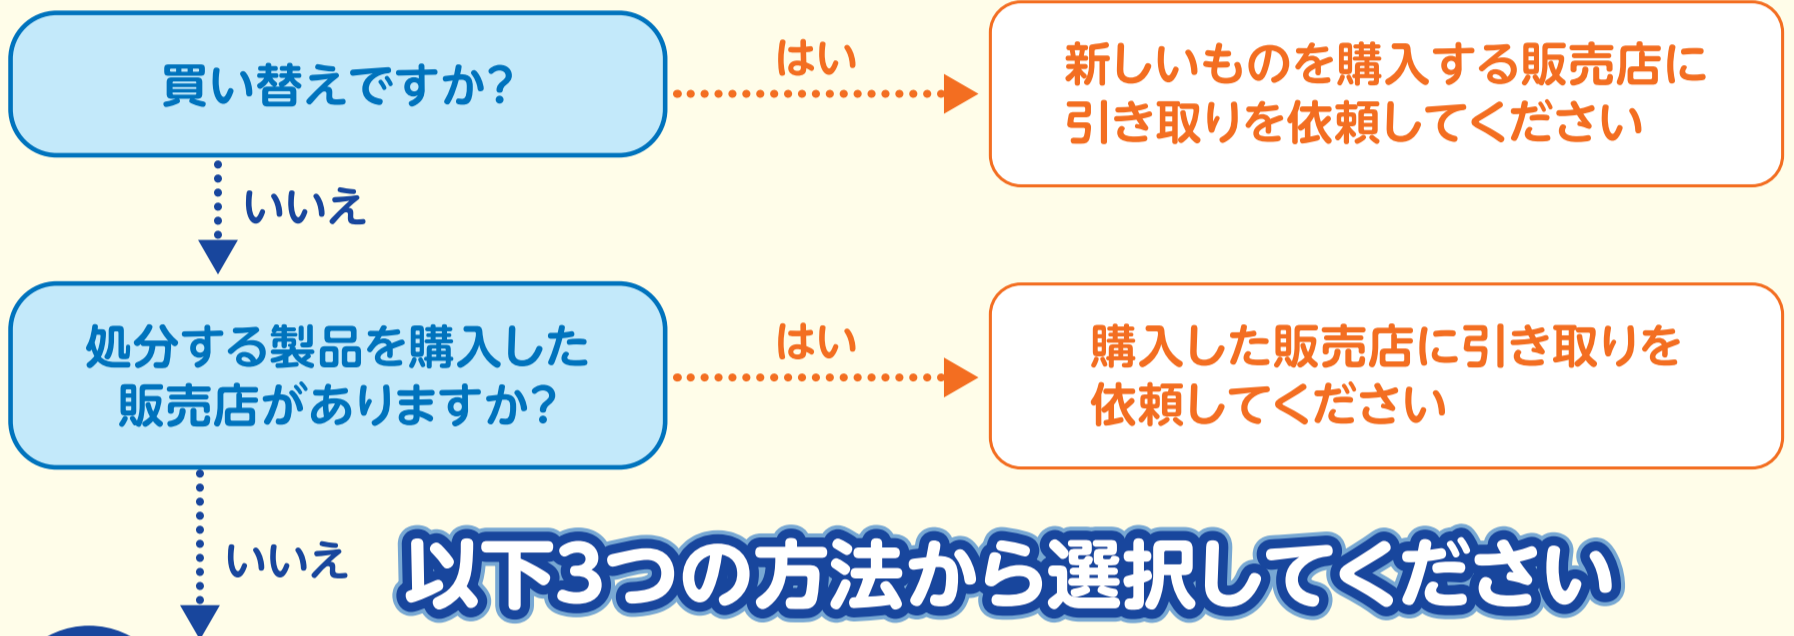 買い替えですか？
はい
新しいものを購入する販売店に
引き取りを依頼してください
いいえ
処分する製品を購入した
販売店がありますか？
はい
購入した販売店に引き取りを
依頼してください
いいえ
以下3つの方法から選択してください